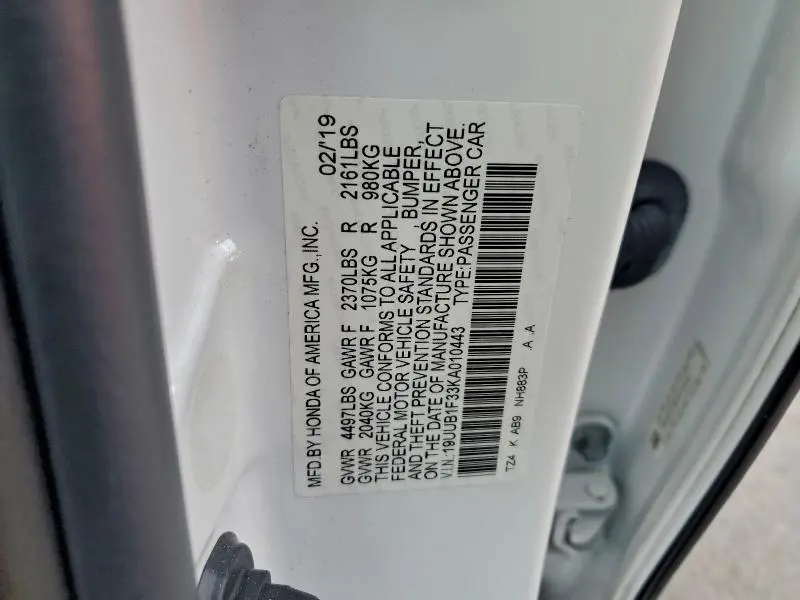 MFD.BY HONDA OF AMERICA MFG.,INC. 02/'19
GVWR 4497LBS GAWR F 2370LBS R 2161LBS
GVWR 2040KG GAWR F 1075KG R 980KG
THIS VEHICLE CONFORMS TO ALL APPLICABLE
FEDERAL MOTOR VEHICLE SAFETY , BUMPER,
AND THEFT PREVENTION STANDARDS IN EFFECT
ON THE DATE OF MANUFACTURE SHOWN ABOVE.
V.I.N.:19UUB1F33KA010443 TYPE:PASSENGER CAR
TZ4 K AB9 NH883P .A .A